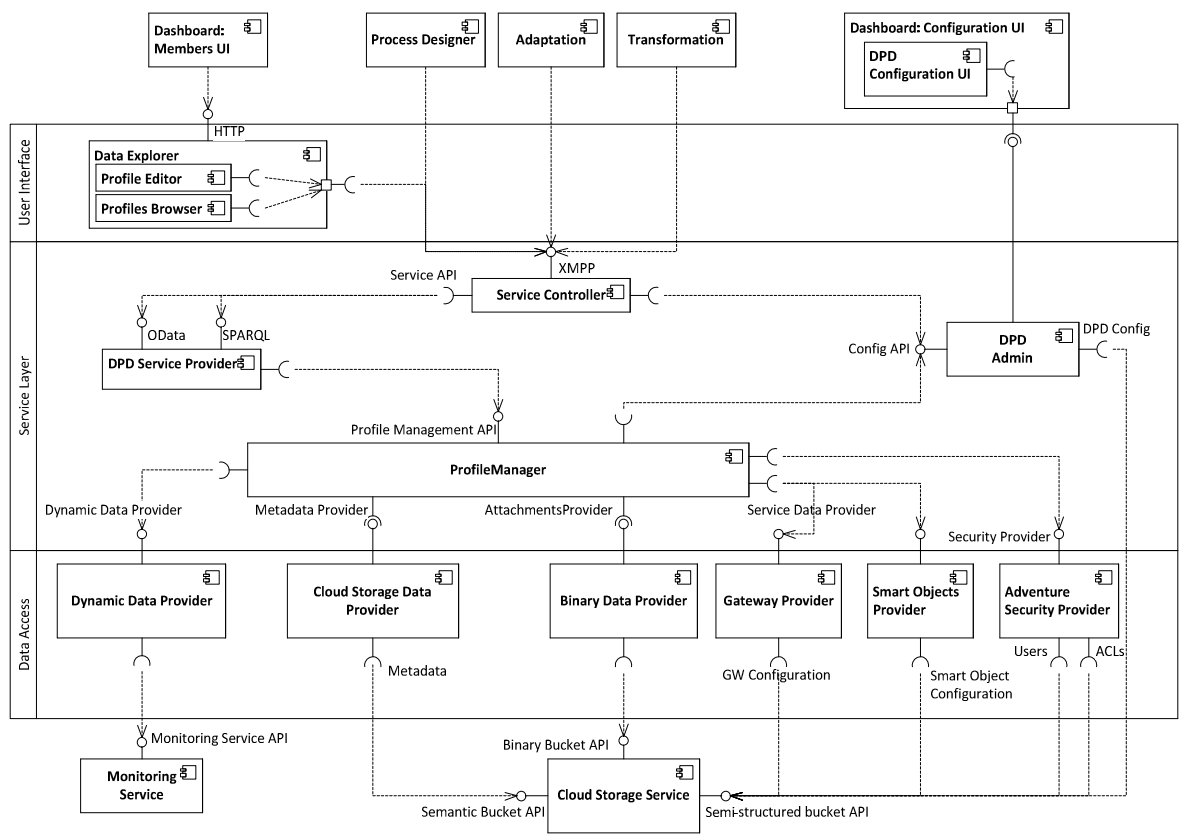 Dashboard:
Members UI
Process Designer
Adaptation
Transformation
Dashboard: Configuration UI
DPD
Configuration UI
HTTP
User Interface
Data Explorer
Profile Editor
Profiles Browser
XMPP
Service API
Service Controller
OData
SPARQL
DPD Service Provider
Config API
DPD
Admin
DPD Config
Service Layer
Profile Management API
ProfileManager
Dynamic Data Provider
Metadata Provider
AttachmentsProvider
Service Data Provider
Security Provider
Data Access
Dynamic Data Provider
Cloud Storage Data
Provider
Binary Data Provider
Gateway Provider
Smart Objects
Provider
Adventure
Security Provider
Metadata
GW Configuration
Smart Object
Configuration
Users
ACLs
Monitoring Service API
Binary Bucket API
Monitoring
Service
Cloud Storage Service
Semantic Bucket API
Semi-structured bucket API